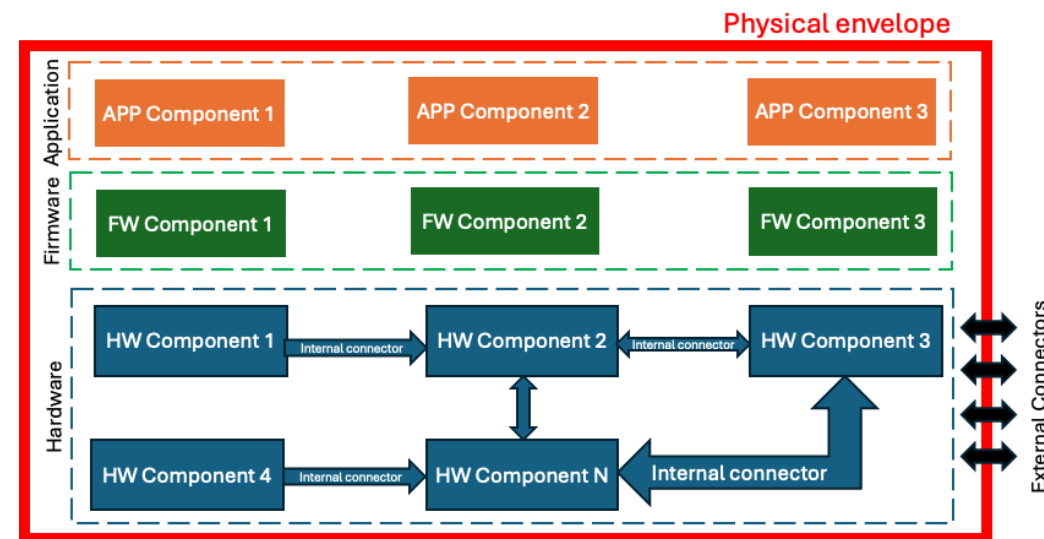 Physical envelope
Application
APP Component 1
APP Component 2
APP Component 3
Firmware
FW Component 1
FW Component 2
FW Component 3
Hardware
HW Component 1
Internal connector
HW Component 2
Internal connector
HW Component 3
HW Component 4
Internal connector
HW Component N
Internal connector
External Connectors